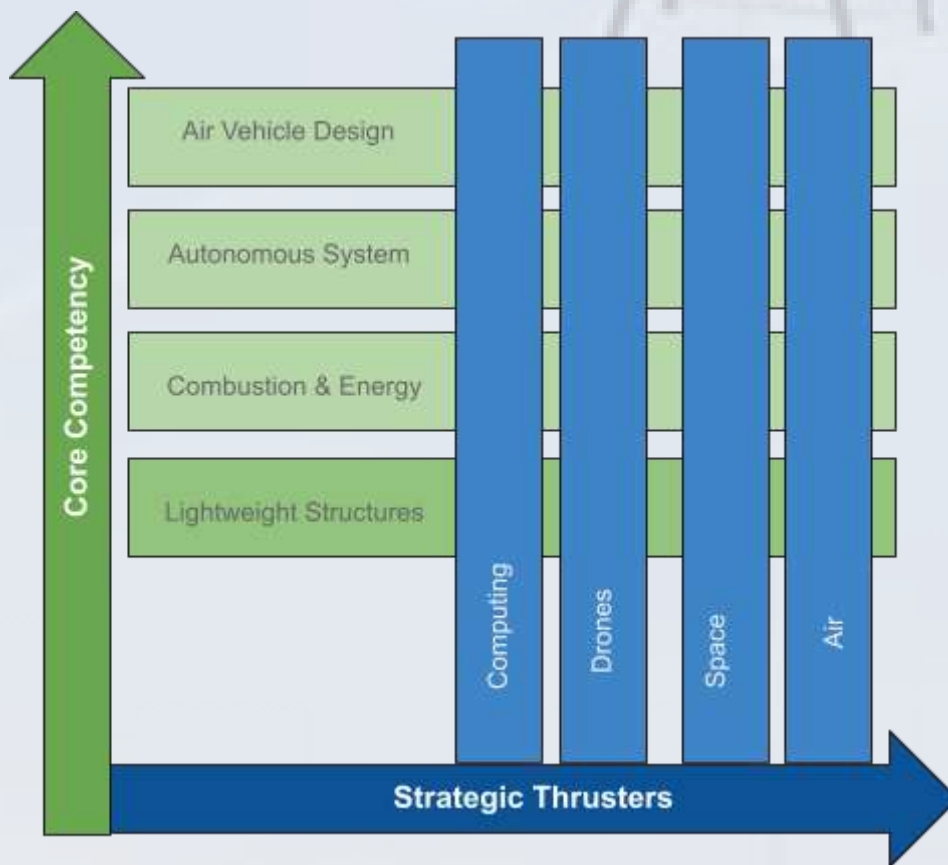 Air Vehicle Design
Autonomous System
Combustion & Energy
Lightweight Structures
Core Competency
Computing
Drones
Space
Air
Strategic Thrusters